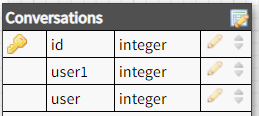 Conversations
id integer
user1 integer
user integer